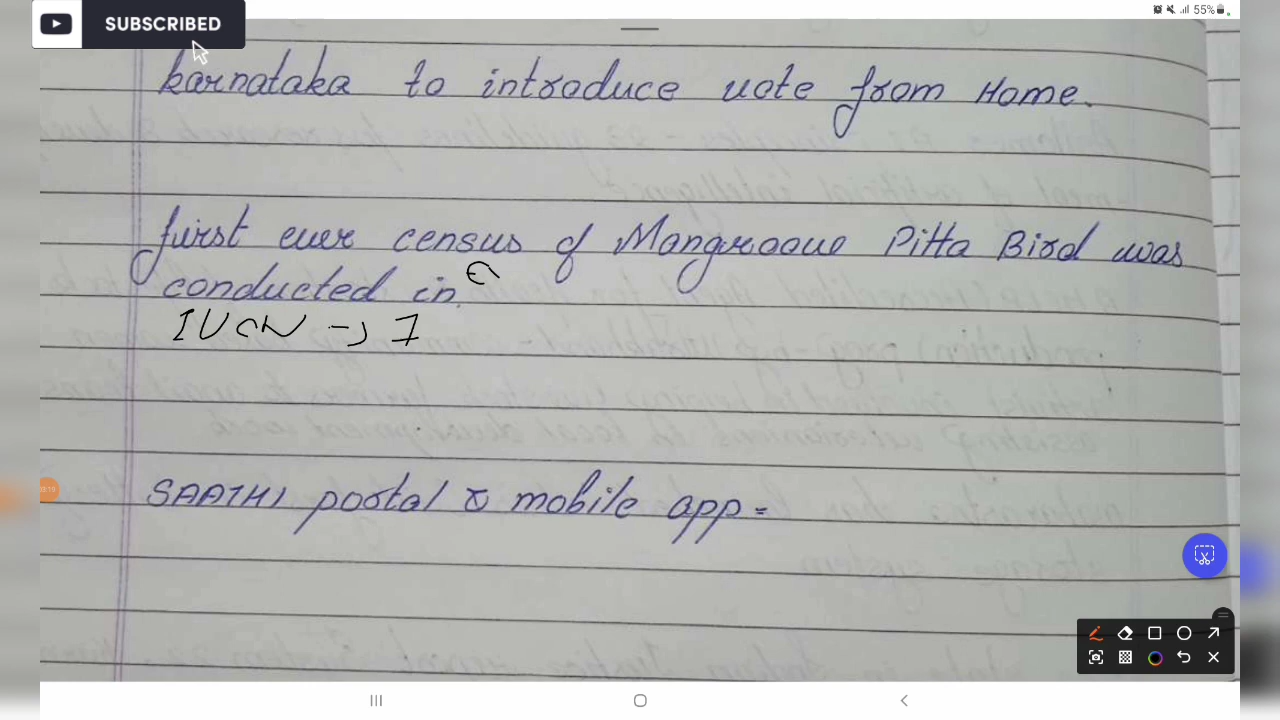 SUBSCRIBED
55%
karnataka to introduce vote from Home.
first ever census of Mangroove Pitta Bird was
conducted in
IUCN → I
SAATHI portal & mobile app =